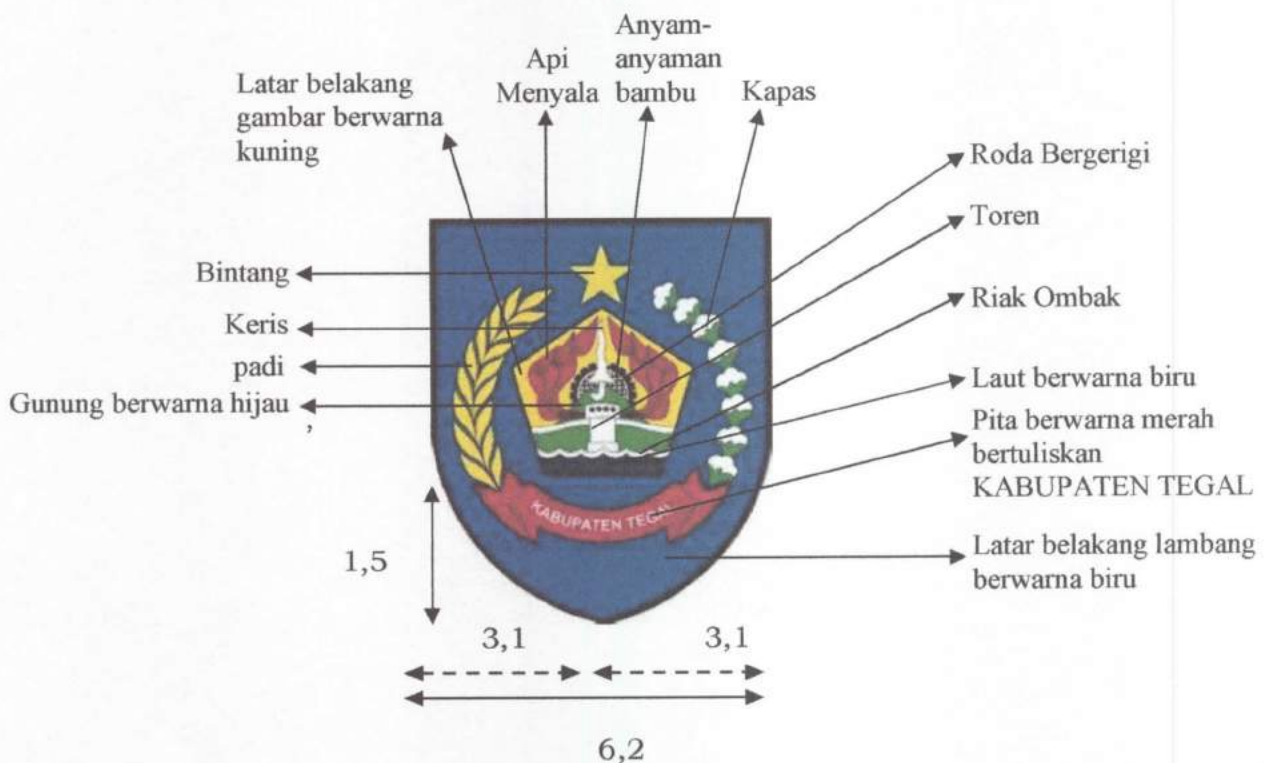 Latar belakang
gambar berwarna
kuning
Api
Menyala
Anyam-
anyaman
bambu
Kapas
Roda Bergerigi
Toren
Riak Ombak
Laut berwarna biru
Pita berwarna merah
bertuliskan
KABUPATEN TEGAL
Latar belakang lambang
berwarna biru
Bintang
Keris
padi
Gunung berwarna hijau
,
KABUPATEN TEGAL
1,5
3,1
3,1
6,2